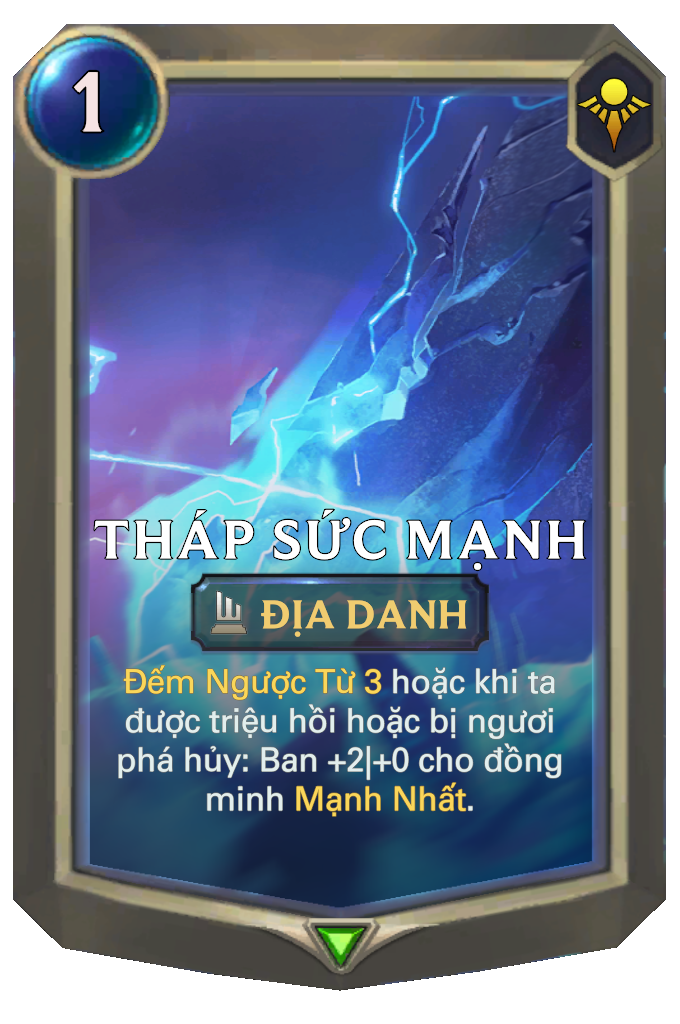 1
THÁP SỨC MẠNH
ĐỊA DANH
Đếm Ngược Từ 3 hoặc khi ta
được triệu hồi hoặc bị ngươi
phá hủy: Ban +2|+0 cho đồng
minh Mạnh Nhất.